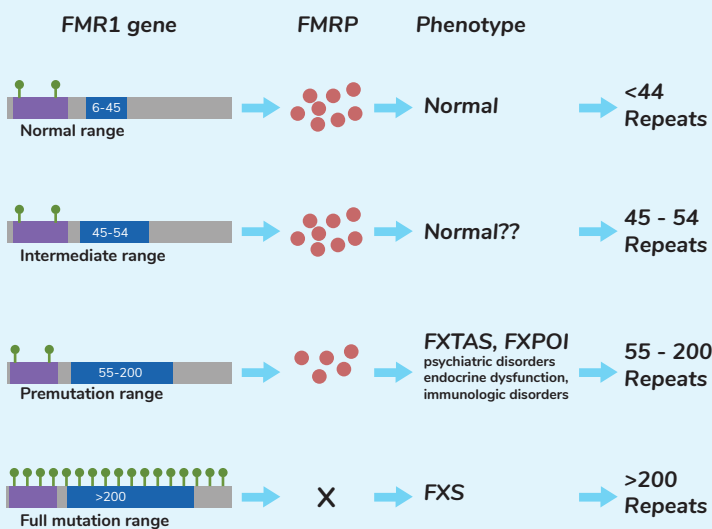 FMR1 gene
FMRP
Phenotype
6-45
Normal range
Normal
<44
Repeats
45-54
Intermediate range
Normal??
45 - 54
Repeats
55-200
Premutation range
FXTAS, FXPOI
psychiatric disorders
endocrine dysfunction,
immunologic disorders
55 - 200
Repeats
>200
Full mutation range
X
FXS
>200
Repeats